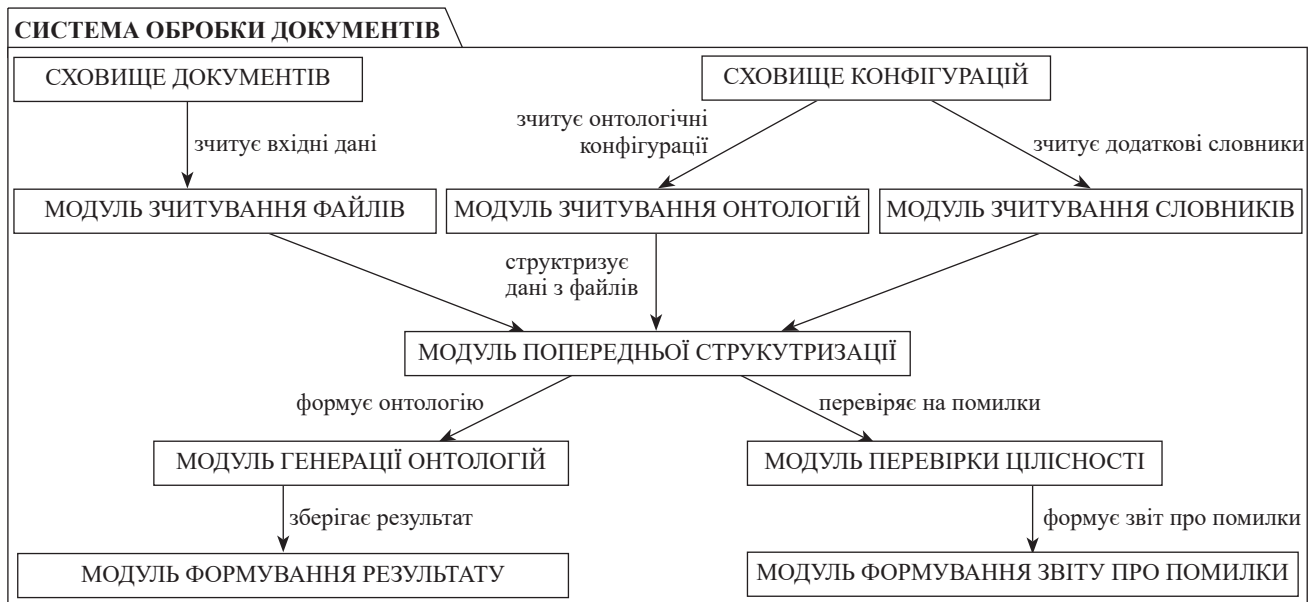 СИСТЕМА ОБРОБКИ ДОКУМЕНТІВ
СХОВИЩЕ ДОКУМЕНТІВ
СХОВИЩЕ КОНФІГУРАЦІЙ
зчитує вхідні дані
зчитує онтологічні
конфігурації
зчитує додаткові словники
МОДУЛЬ ЗЧИТУВАННЯ ФАЙЛІВ
МОДУЛЬ ЗЧИТУВАННЯ ОНТОЛОГІЙ
МОДУЛЬ ЗЧИТУВАННЯ СЛОВНИКІВ
структризує
дані з файлів
МОДУЛЬ ПОПЕРЕДНЬОЇ СТРУКУТРИЗАЦІЇ
формує онтологію
перевіряє на помилки
МОДУЛЬ ГЕНЕРАЦІЇ ОНТОЛОГІЙ
МОДУЛЬ ПЕРЕВІРКИ ЦІЛІСНОСТІ
зберігає результат
формує звіт про помилки
МОДУЛЬ ФОРМУВАННЯ РЕЗУЛЬТАТУ
МОДУЛЬ ФОРМУВАННЯ ЗВІТУ ПРО ПОМИЛКИ